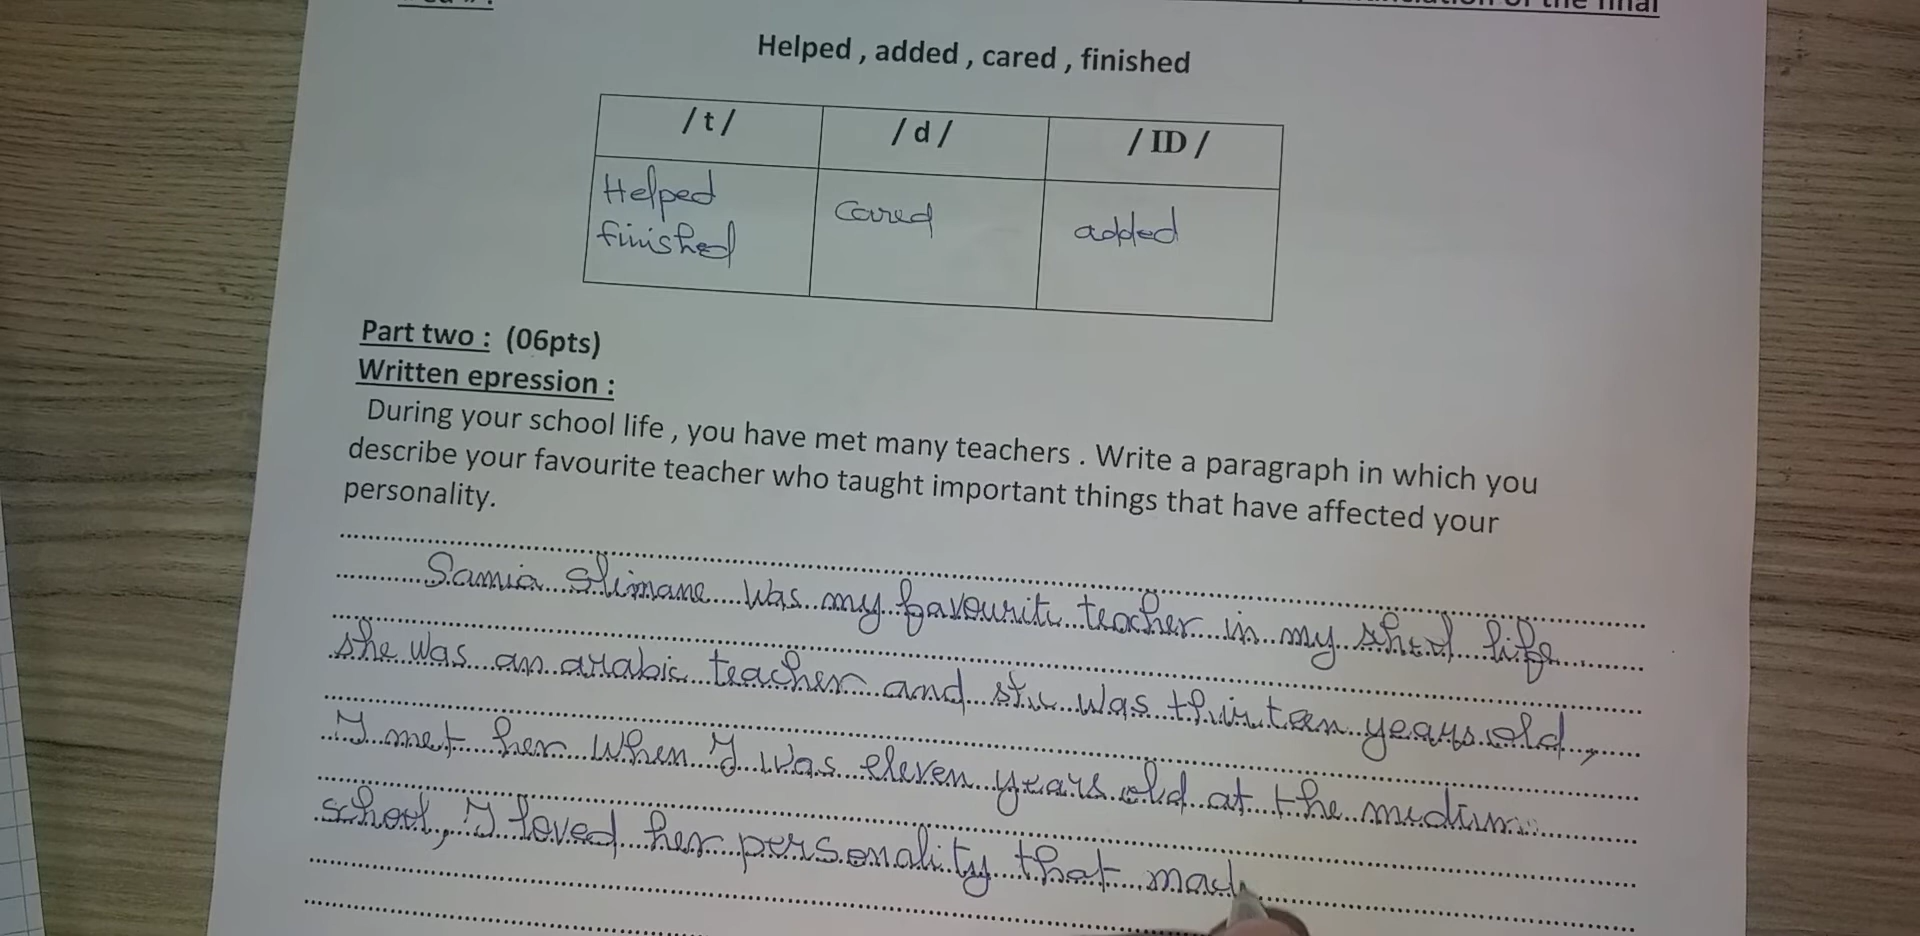 of the final
Helped , added , cared , finished
/ t / / d / / ID /
Helped cared added
finished
Part two : (06pts)
Written epression :
During your school life , you have met many teachers . Write a paragraph in which you
describe your favourite teacher who taught important things that have affected your
personality.
Samia Slimane was my favourit teacher in my school life
she was an arabic teacher and she was thirteen years old ,
I met her when I was eleven years old at the medium
school, I loved her personality that mad